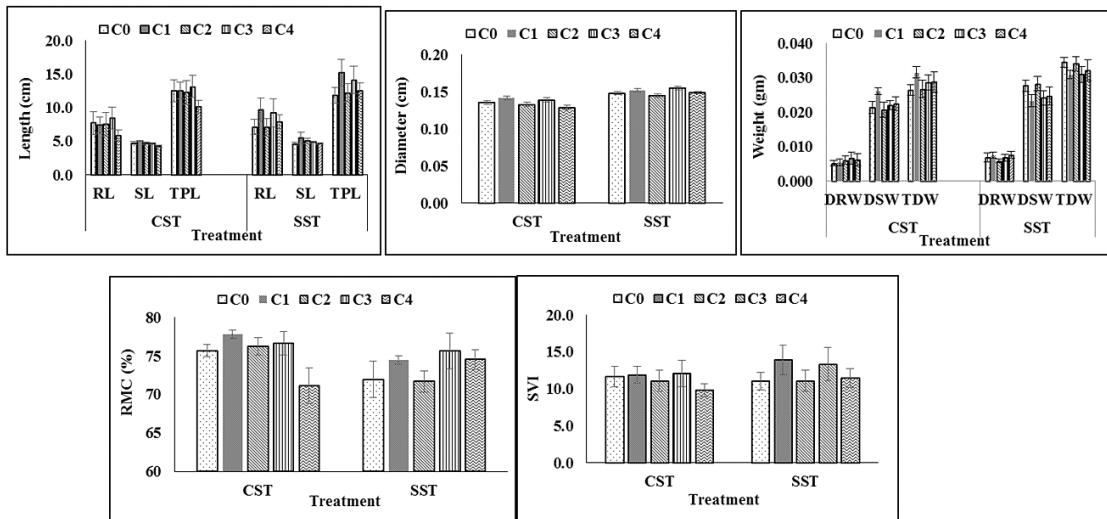 C0 C1 C2 C3 C4
20.0
15.0
10.0
5.0
0.0
Length (cm)
RL SL TPL RL SL TPL
CST SST
Treatment
C0 C1 C2 C3 C4
0.20
0.15
0.10
0.05
0.00
Diameter (cm)
CST SST
Treatment
C0 C1 C2 C3 C4
0.040
0.030
0.020
0.010
0.000
Weight (gm)
DRW DSW TDW DRW DSW TDW
CST SST
Treatment
C0 C1 C2 C3 C4
80
75
70
65
60
RMC (%)
CST SST
Treatment
C0 C1 C2 C3 C4
20.0
15.0
10.0
5.0
0.0
SVI
CST SST
Treatment